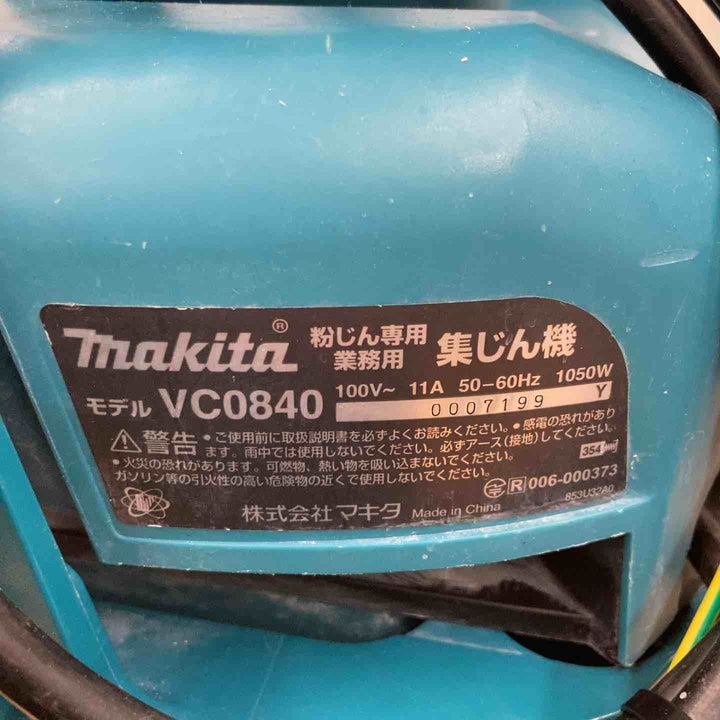 makita® 粉じん専用 業務用 集じん機
モデル VC0840 100V~ 11A 50-60Hz 1050W
0007199 Y
警告 •ご使用前に取扱説明書を必ずよくお読みください。•感電の恐れがあり
ます。雨中では使用しないでください。必ずアース(接地)してください。
•火災の恐れがあります。可燃物、熱い物を吸い込まないでください。
ガソリン等の引火性の高い危険物の近くで使用しないでください。
354
R 006-000373
853U32A0
株式会社 マキタ Made in China